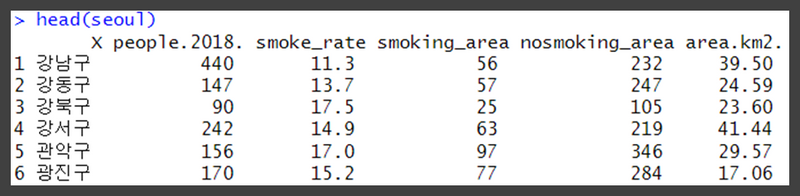 > head(seoul)
X people.2018. smoke_rate smoking_area nosmoking_area area.km2.
1 강남구 440 11.3 56 232 39.50
2 강동구 147 13.7 57 247 24.59
3 강북구 90 17.5 25 105 23.60
4 강서구 242 14.9 63 219 41.44
5 관악구 156 17.0 97 346 29.57
6 광진구 170 15.2 77 284 17.06